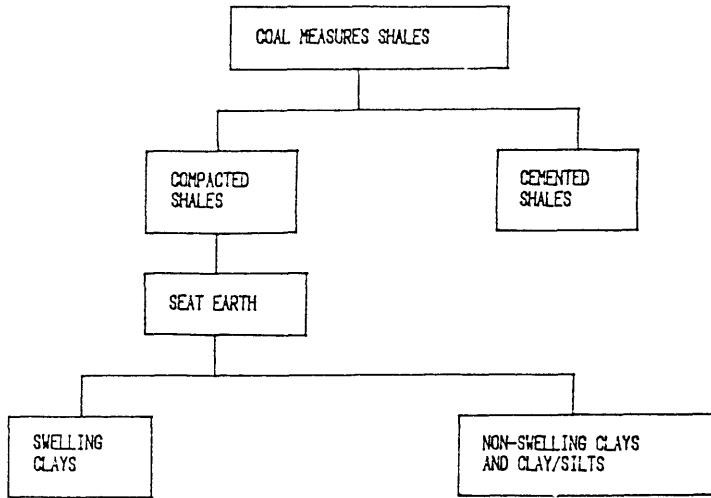 COAL MEASURES SHALES
COMPACTED
SHALES
CEMENTED
SHALES
SEAT EARTH
SWELLING
CLAYS
NON-SWELLING CLAYS
AND CLAY/SILTS